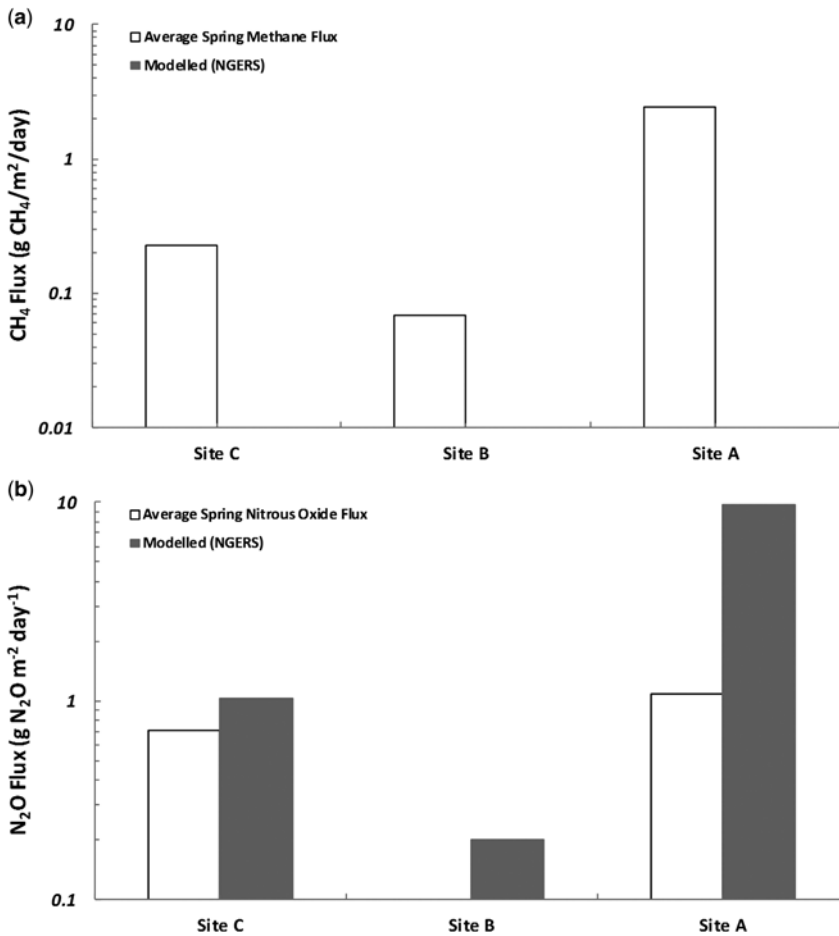 (a)
10
Average Spring Methane Flux
Modelled (NGERS)
1
0.1
0.01
CH₄ Flux (g CH₄/m²/day)
Site C Site B Site A
(b)
10
Average Spring Nitrous Oxide Flux
Modelled (NGERS)
1
0.1
N₂O Flux (g N₂O m⁻² day⁻¹)
Site C Site B Site A